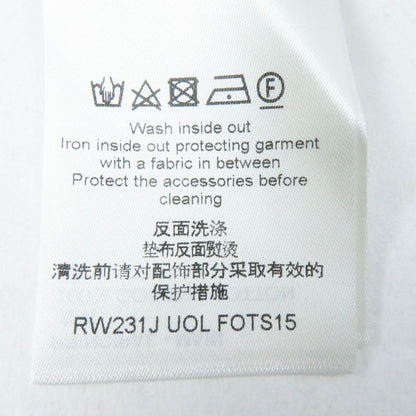 F
Wash inside out
Iron inside out protecting garment
with a fabric in between
Protect the accessories before
cleaning
反面洗涤
垫布反面熨烫
清洗前请对配饰部分采取有效的
保护措施
RW231J UOL FOTS15